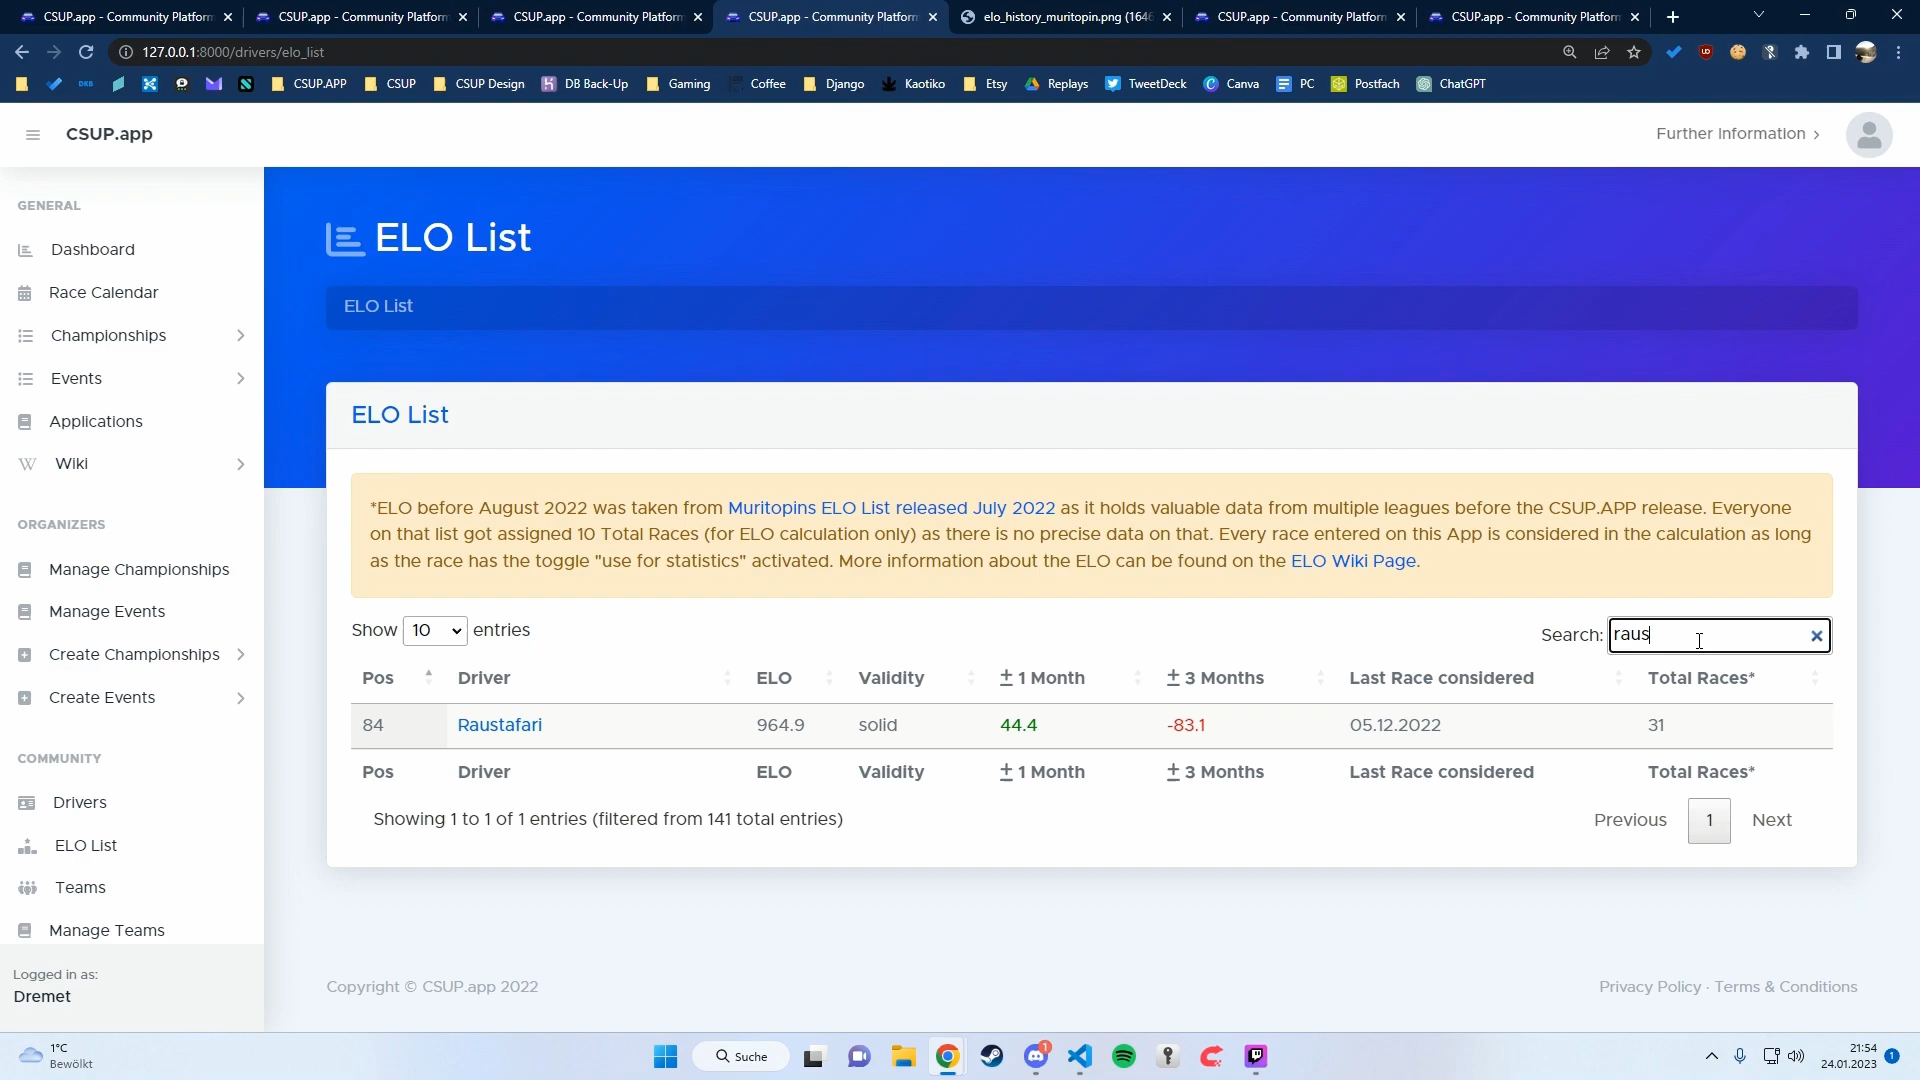 CSUP.app - Community Platform
CSUP.app - Community Platform
CSUP.app - Community Platform
CSUP.app - Community Platform
elo_history_muritopin.png (1646
CSUP.app - Community Platform
CSUP.app - Community Platform
127.0.0.1:8000/drivers/elo_list
DKB
CSUP.APP
CSUP
CSUP Design
DB Back-Up
Gaming
Coffee
Django
Kaotiko
Etsy
Replays
TweetDeck
Canva
PC
Postfach
ChatGPT
CSUP.app
Further Information
GENERAL
Dashboard
Race Calendar
Championships
Events
Applications
Wiki
ORGANIZERS
Manage Championships
Manage Events
Create Championships
Create Events
COMMUNITY
Drivers
ELO List
Teams
Manage Teams
Logged in as:
Dremet
ELO List
ELO List
ELO List
*ELO before August 2022 was taken from Muritopins ELO List released July 2022 as it holds valuable data from multiple leagues before the CSUP.APP release. Everyone
on that list got assigned 10 Total Races (for ELO calculation only) as there is no precise data on that. Every race entered on this App is considered in the calculation as long
as the race has the toggle "use for statistics" activated. More information about the ELO can be found on the ELO Wiki Page.
Show 10 entries
Search: raus
Pos Driver ELO Validity ± 1 Month ± 3 Months Last Race considered Total Races*
84 Raustafari 964.9 solid 44.4 -83.1 05.12.2022 31
Pos Driver ELO Validity ± 1 Month ± 3 Months Last Race considered Total Races*
Showing 1 to 1 of 1 entries (filtered from 141 total entries)
Previous 1 Next
Copyright © CSUP.app 2022
Privacy Policy · Terms & Conditions
1°C
Bewölkt
Suche
1
21:54
24.01.2023
1